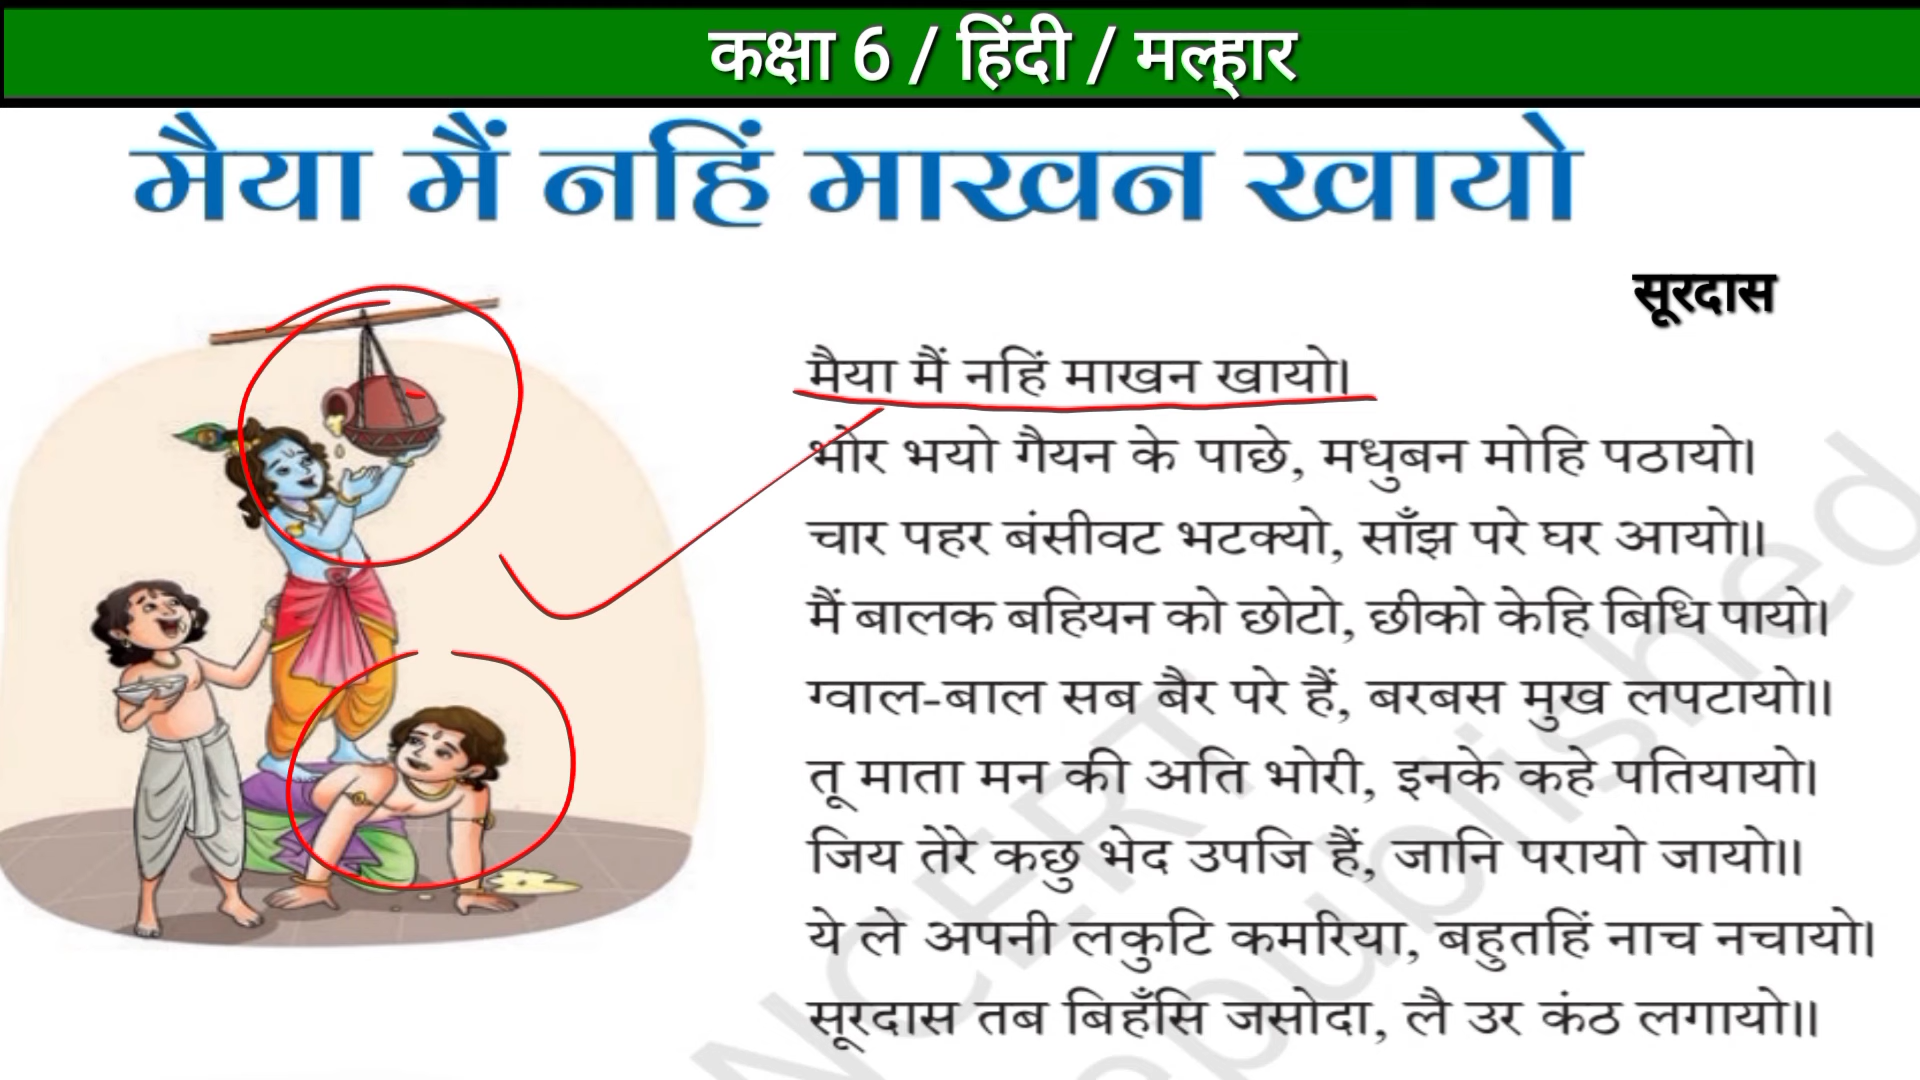 कक्षा 6 / हिंदी / मल्हार
मैया मैं नहिं माखन खायो
सूरदास
मैया मैं नहिं माखन खायो।
भोर भयो गैयन के पाछे, मधुबन मोहि पठायो।
चार पहर बंसीवट भटक्यो, साँझ परे घर आयो॥
मैं बालक बहियन को छोटो, छीको केहि बिधि पायो।
ग्वाल-बाल सब बैर परे हैं, बरबस मुख लपटायो॥
तू माता मन की अति भोरी, इनके कहे पतियायो।
जिय तेरे कछु भेद उपजि हैं, जानि परायो जायो॥
ये ले अपनी लकुटि कमरिया, बहुतहिं नाच नचायो।
सूरदास तब बिहँसि जसोदा, लै उर कंठ लगायो॥
NCERT
republished